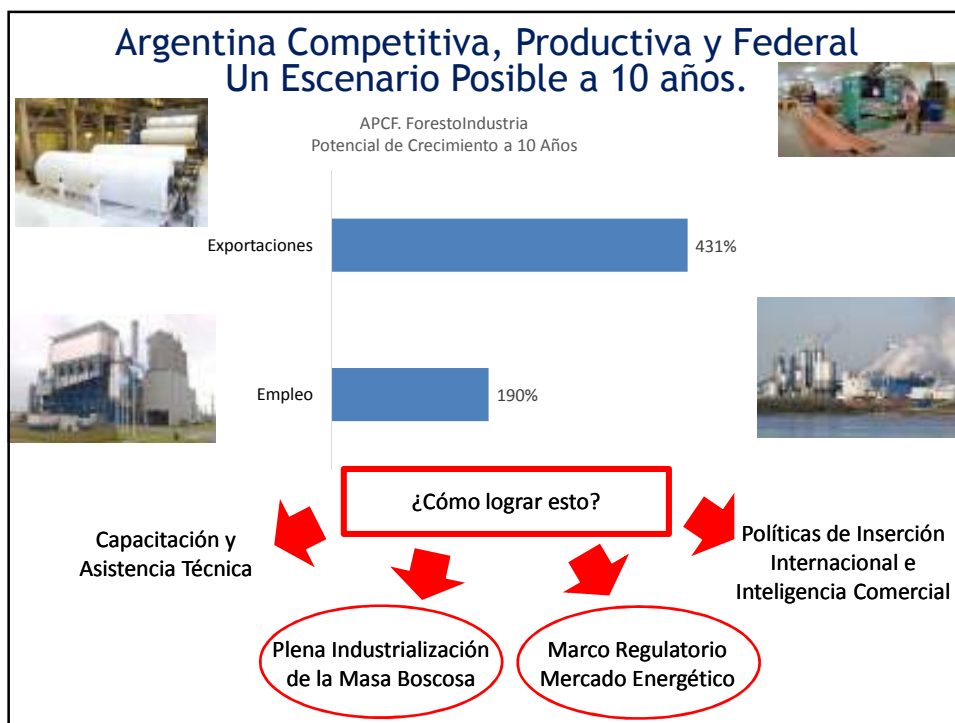 Argentina Competitiva, Productiva y Federal
Un Escenario Posible a 10 años.
APCF. ForestoIndustria
Potencial de Crecimiento a 10 Años
Exportaciones
431%
Empleo
190%
¿Cómo lograr esto?
Capacitación y
Asistencia Técnica
Políticas de Inserción
Internacional e
Inteligencia Comercial
Plena Industrialización
de la Masa Boscosa
Marco Regulatorio
Mercado Energético